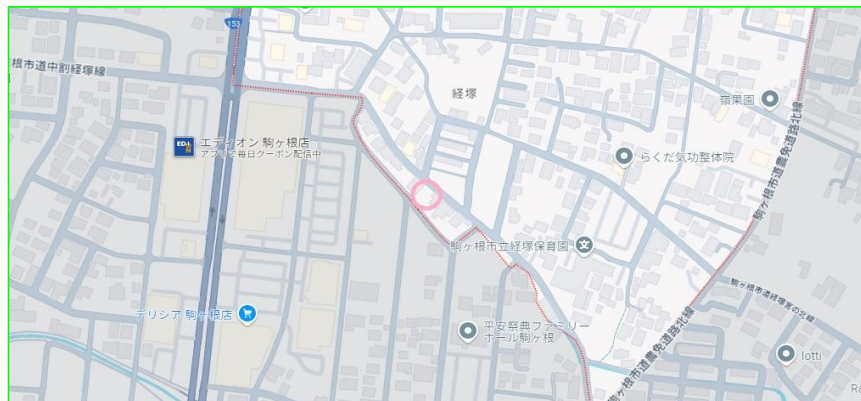 153
根市道中割経塚線
経塚
嶺果園
EDION
エディオン 駒ヶ根店
アプリで毎日クーポン配信中
らくだ気功整体院
駒ヶ根市道農免道路北線
駒ヶ根市立経塚保育園
駒ヶ根市道経塚宮の北線
デリシア 駒ヶ根店
平安祭典ファミリー
ホール駒ヶ根
駒ヶ根市道農免道路北線
lotti
Ra